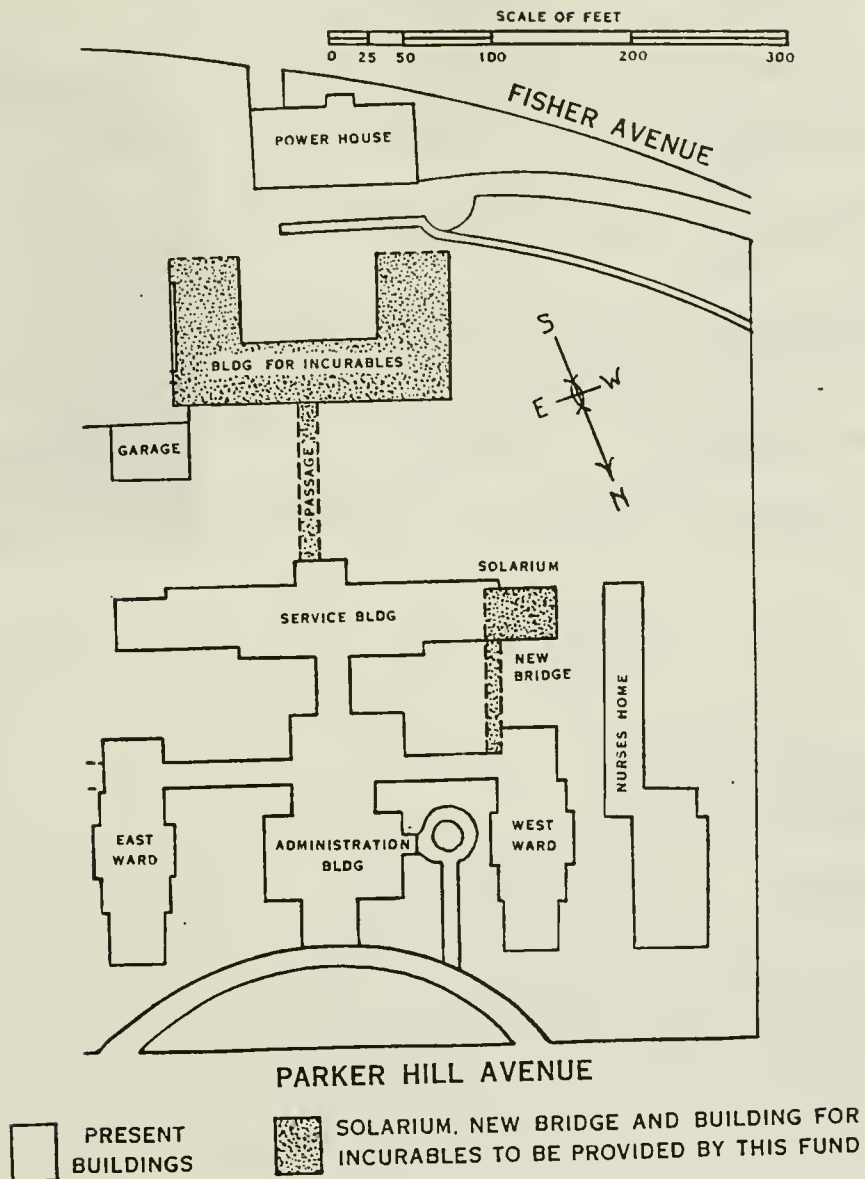 SCALE OF FEET
0 25 50 100 200 300
FISHER AVENUE
POWER HOUSE
BLDG FOR INCURABLES
S
E W
N
GARAGE
PASSAGE
SOLARIUM
SERVICE BLDG
NEW
BRIDGE
NURSES HOME
EAST
WARD
ADMINISTRATION
BLDG
WEST
WARD
PARKER HILL AVENUE
PRESENT
BUILDINGS
SOLARIUM, NEW BRIDGE AND BUILDING FOR
INCURABLES TO BE PROVIDED BY THIS FUND